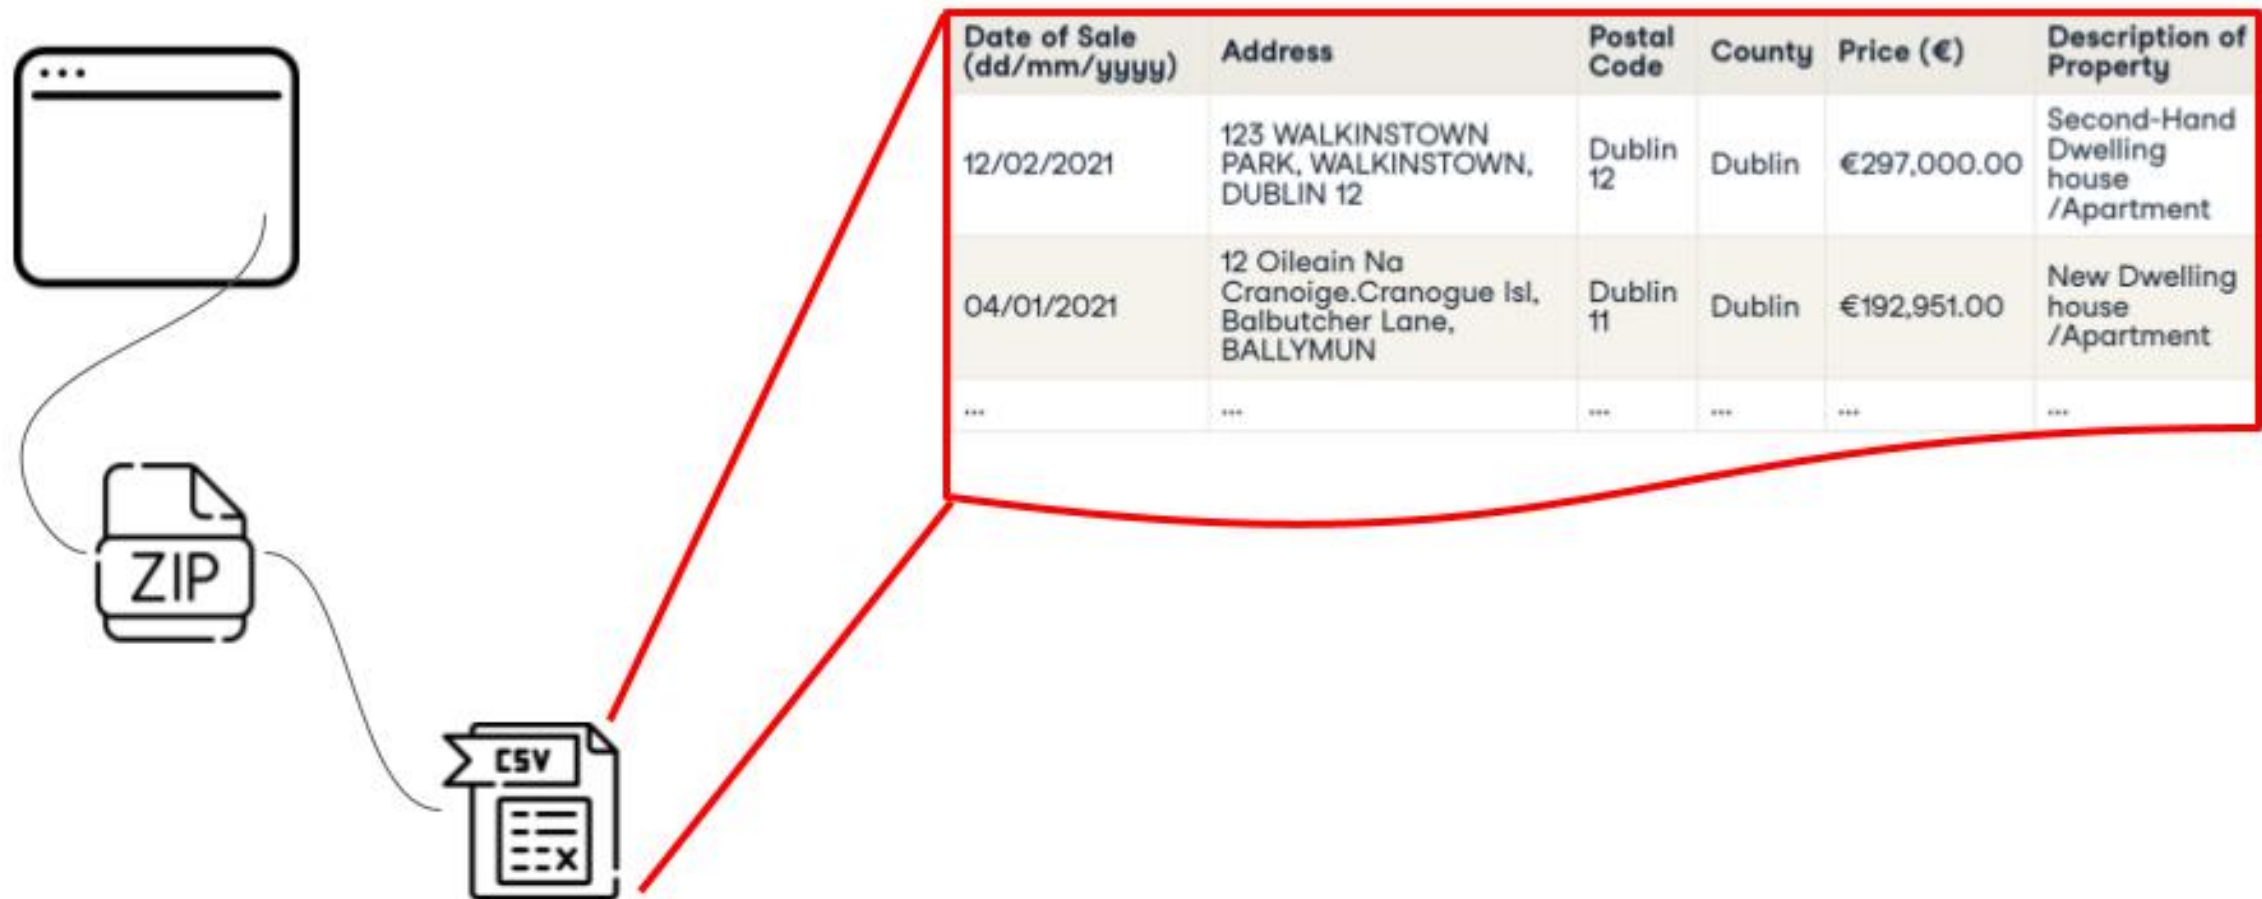 Date of Sale
(dd/mm/yyyy)
Address
Postal
Code
County
Price (€)
Description of
Property
12/02/2021
123 WALKINSTOWN
PARK, WALKINSTOWN,
DUBLIN 12
Dublin
12
Dublin
€297,000.00
Second-Hand
Dwelling
house
/Apartment
04/01/2021
12 Oileain Na
Cranoige.Cranogue Isl,
Balbutcher Lane,
BALLYMUN
Dublin
11
Dublin
€192,951.00
New Dwelling
house
/Apartment
...
...
...
...
...
...
ZIP
CSV